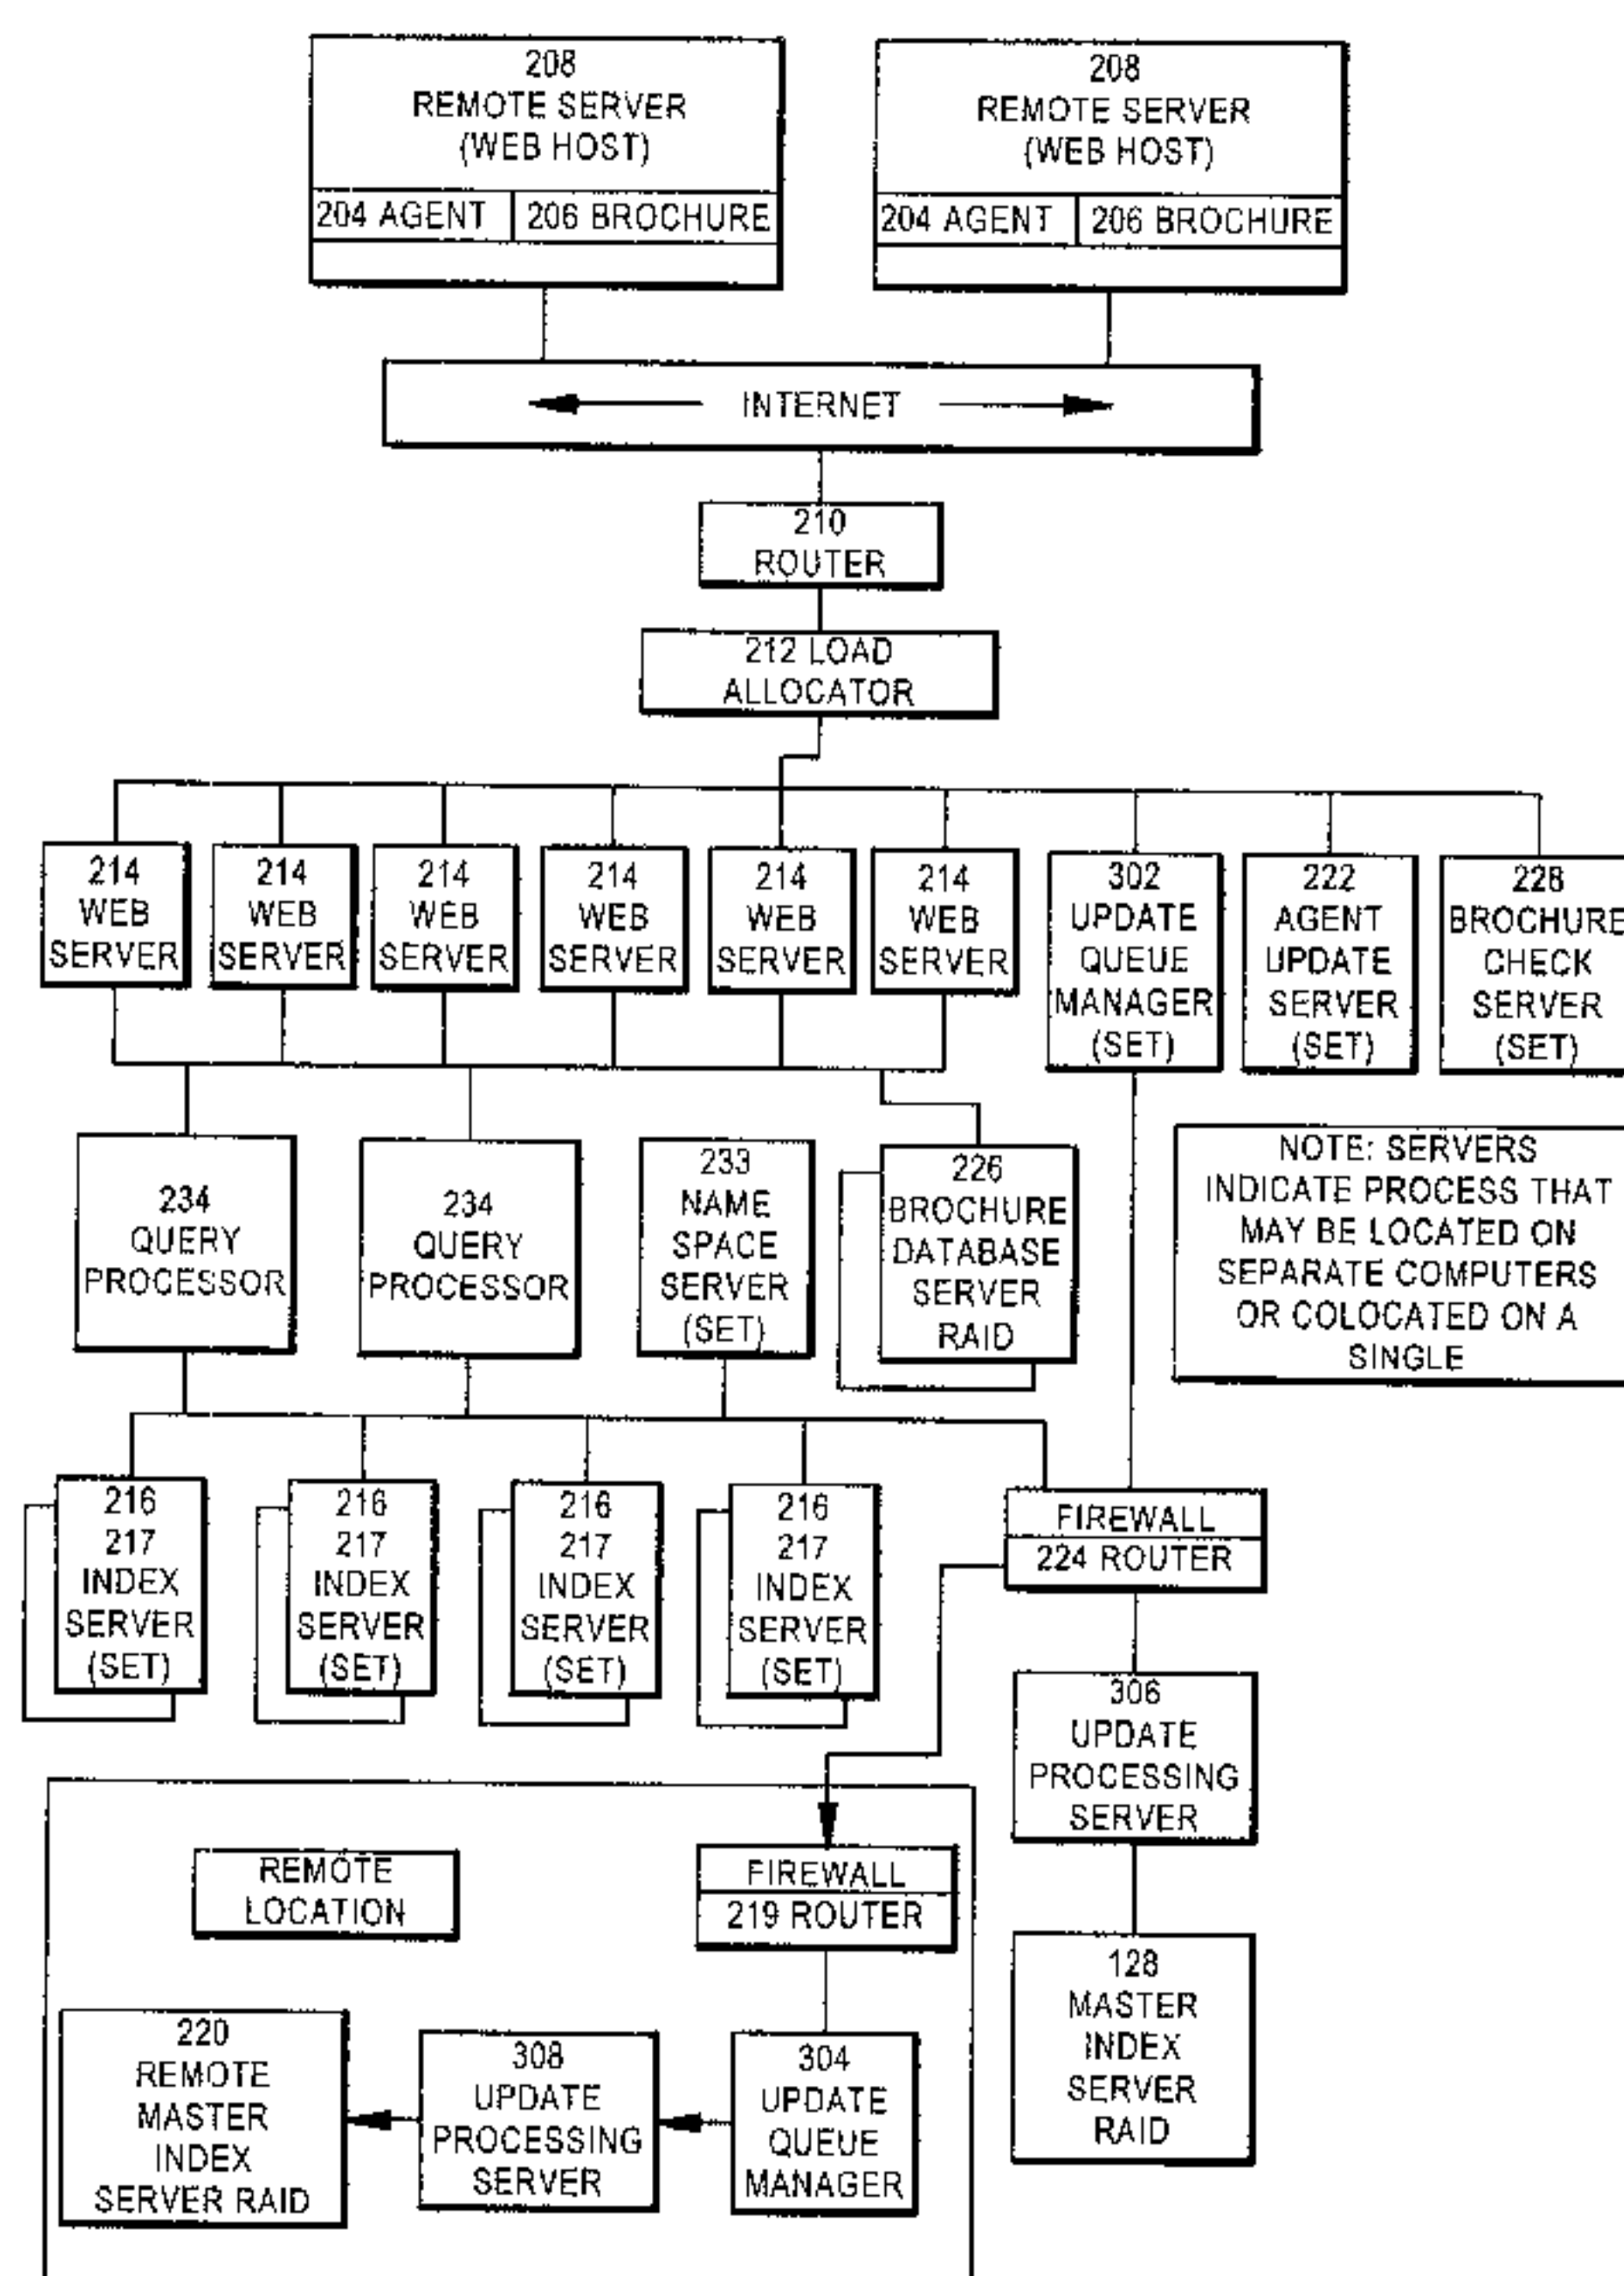 208
REMOTE SERVER
(WEB HOST)
204 AGENT
206 BROCHURE
208
REMOTE SERVER
(WEB HOST)
204 AGENT
206 BROCHURE
INTERNET
210
ROUTER
212 LOAD
ALLOCATOR
214
WEB
SERVER
214
WEB
SERVER
214
WEB
SERVER
214
WEB
SERVER
214
WEB
SERVER
214
WEB
SERVER
302
UPDATE
QUEUE
MANAGER
(SET)
222
AGENT
UPDATE
SERVER
(SET)
228
BROCHURE
CHECK
SERVER
(SET)
234
QUERY
PROCESSOR
234
QUERY
PROCESSOR
233
NAME
SPACE
SERVER
(SET)
226
BROCHURE
DATABASE
SERVER
RAID
NOTE: SERVERS
INDICATE PROCESS THAT
MAY BE LOCATED ON
SEPARATE COMPUTERS
OR COLOCATED ON A
SINGLE
216
217
INDEX
SERVER
(SET)
216
217
INDEX
SERVER
(SET)
216
217
INDEX
SERVER
(SET)
216
217
INDEX
SERVER
(SET)
FIREWALL
224 ROUTER
306
UPDATE
PROCESSING
SERVER
128
MASTER
INDEX
SERVER
RAID
REMOTE
LOCATION
FIREWALL
219 ROUTER
220
REMOTE
MASTER
INDEX
SERVER RAID
308
UPDATE
PROCESSING
SERVER
304
UPDATE
QUEUE
MANAGER